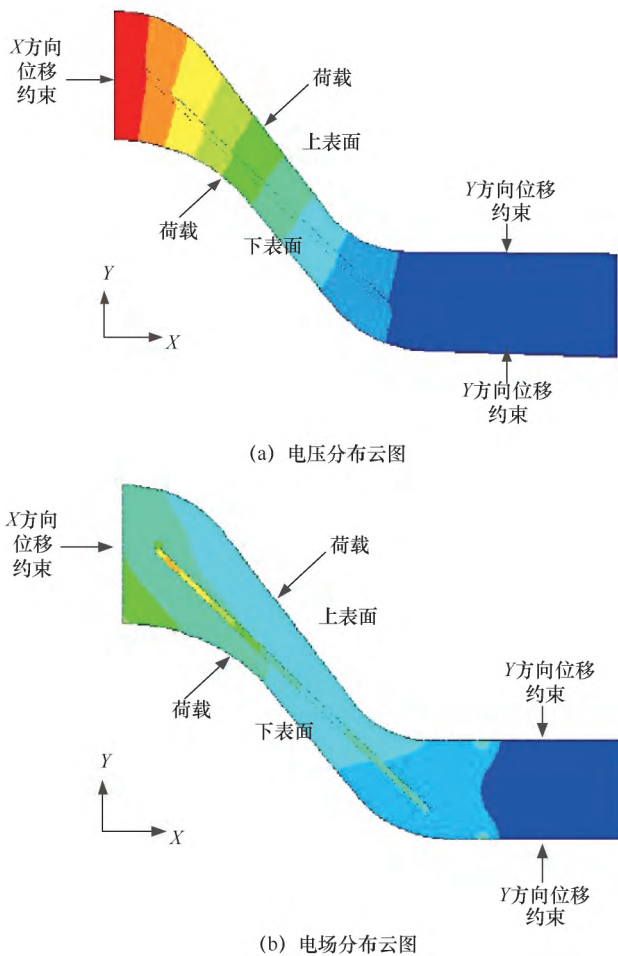 X方向
位移
约束
荷载
上表面
Y方向位移
约束
荷载
下表面
Y
X
Y方向位移
约束
(a) 电压分布云图
X方向
位移
约束
荷载
上表面
Y方向位移
约束
荷载
下表面
Y
X
Y方向位移
约束
(b) 电场分布云图